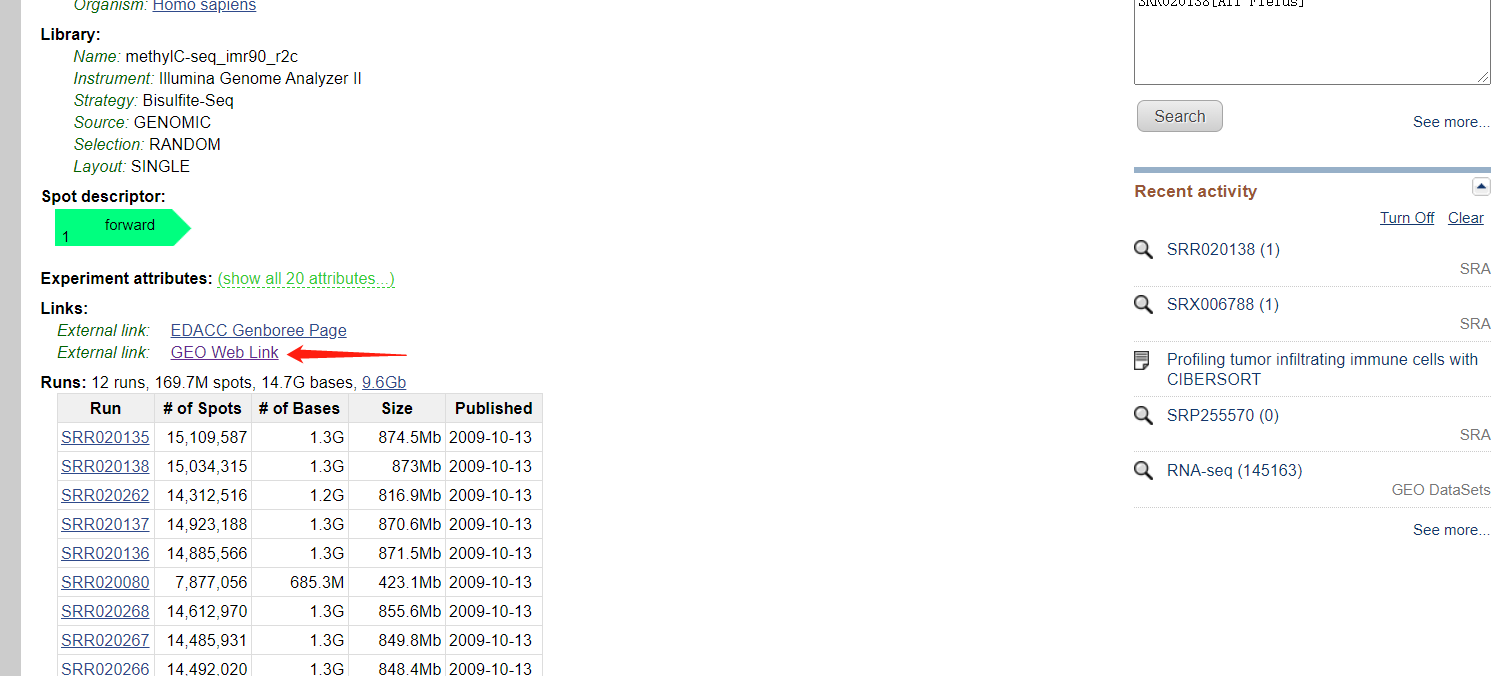 Organism: Homo sapiens
Library:
Name: methylC-seq_imr90_r2c
Instrument: Illumina Genome Analyzer II
Strategy: Bisulfite-Seq
Source: GENOMIC
Selection: RANDOM
Layout: SINGLE
Spot descriptor:
forward
1
Experiment attributes: (show all 20 attributes...)
Links:
External link: EDACC Genboree Page
External link: GEO Web Link
Runs: 12 runs, 169.7M spots, 14.7G bases, 9.6Gb
Run # of Spots # of Bases Size Published
SRR020135 15,109,587 1.3G 874.5Mb 2009-10-13
SRR020138 15,034,315 1.3G 873Mb 2009-10-13
SRR020262 14,312,516 1.2G 816.9Mb 2009-10-13
SRR020137 14,923,188 1.3G 870.6Mb 2009-10-13
SRR020136 14,885,566 1.3G 871.5Mb 2009-10-13
SRR020080 7,877,056 685.3M 423.1Mb 2009-10-13
SRR020268 14,612,970 1.3G 855.6Mb 2009-10-13
SRR020267 14,485,931 1.3G 849.8Mb 2009-10-13
SRR020266 14,492,020 1.3G 848.4Mb 2009-10-13
SRR020138[All Fields]
Search
See more...
Recent activity
Turn Off Clear
SRR020138 (1)
SRA
SRX006788 (1)
SRA
Profiling tumor infiltrating immune cells with
CIBERSORT
SRP255570 (0)
SRA
RNA-seq (145163)
GEO DataSets
See more...